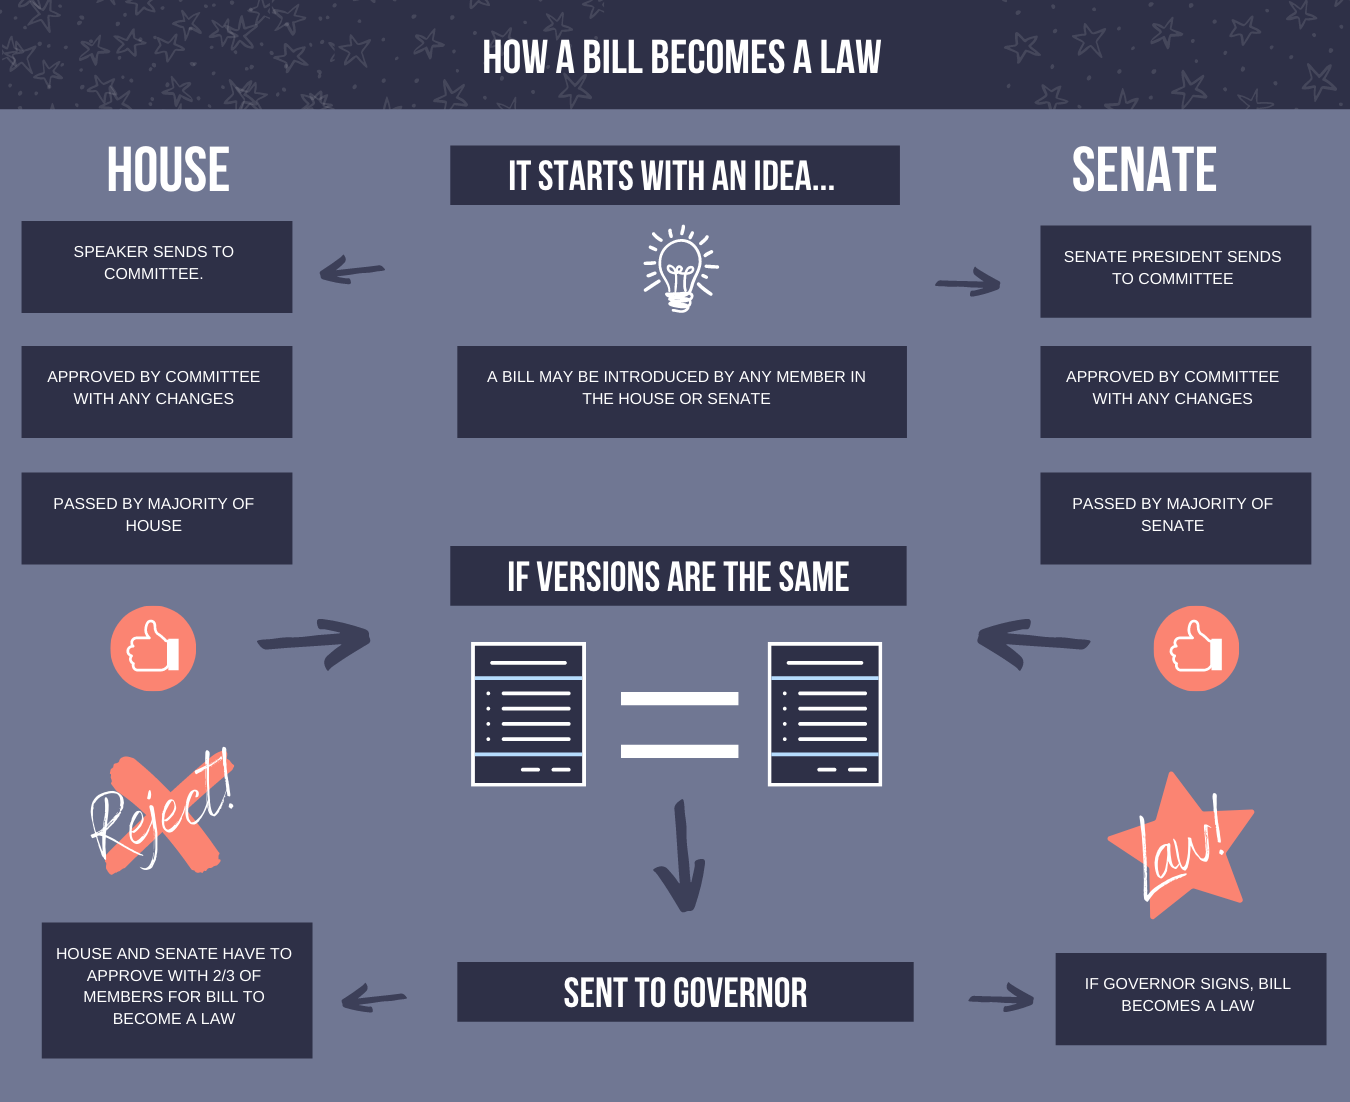 HOW A BILL BECOMES A LAW
HOUSE
IT STARTS WITH AN IDEA...
SENATE
SPEAKER SENDS TO
COMMITTEE.
SENATE PRESIDENT SENDS
TO COMMITTEE
APPROVED BY COMMITTEE
WITH ANY CHANGES
A BILL MAY BE INTRODUCED BY ANY MEMBER IN
THE HOUSE OR SENATE
APPROVED BY COMMITTEE
WITH ANY CHANGES
PASSED BY MAJORITY OF
HOUSE
PASSED BY MAJORITY OF
SENATE
IF VERSIONS ARE THE SAME
Reject!
Law!
HOUSE AND SENATE HAVE TO
APPROVE WITH 2/3 OF
MEMBERS FOR BILL TO
BECOME A LAW
SENT TO GOVERNOR
IF GOVERNOR SIGNS, BILL
BECOMES A LAW